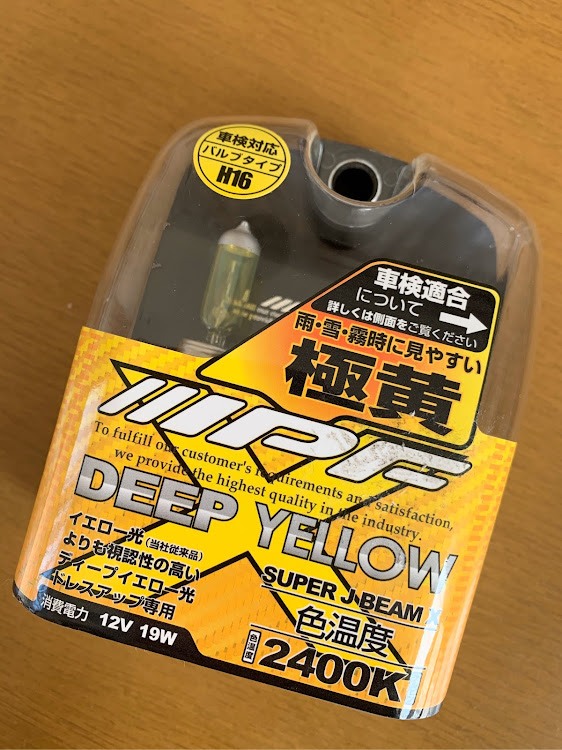 車検対応
バルブタイプ
H16
車検適合
について
詳しくは側面をご覧ください
雨・雪・霧時に見やすい
極黄
IPF
To fulfill our customer's requirements and satisfaction,
we provide the highest quality in the industry.
DEEP YELLOW
イエロー光(当社従来品)
よりも視認性の高い
ディープイエロー光
ドレスアップ専用
消費電力 12V 19W
SUPER J-BEAM X
色温度
色温度 2400K